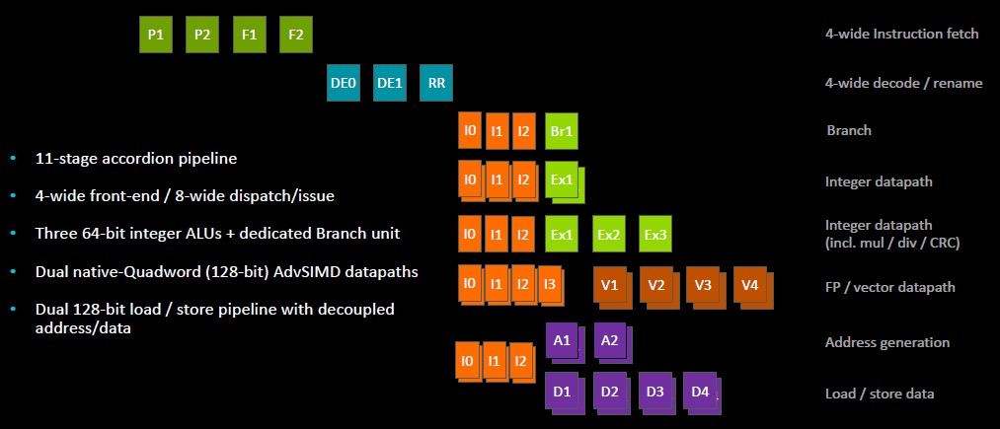 P1 P2 F1 F2 4-wide Instruction fetch
DE0 DE1 RR 4-wide decode / rename
I0 I1 I2 Br1 Branch
• 11-stage accordion pipeline
I0 I1 I2 Ex1 Integer datapath
• 4-wide front-end / 8-wide dispatch/issue
• Three 64-bit integer ALUs + dedicated Branch unit
I0 I1 I2 Ex1 Ex2 Ex3 Integer datapath
(incl. mul / div / CRC)
• Dual native-Quadword (128-bit) AdvSIMD datapaths
I0 I1 I2 I3 V1 V2 V3 V4 FP / vector datapath
• Dual 128-bit load / store pipeline with decoupled
address/data
A1 A2 Address generation
I0 I1 I2
D1 D2 D3 D4 Load / store data